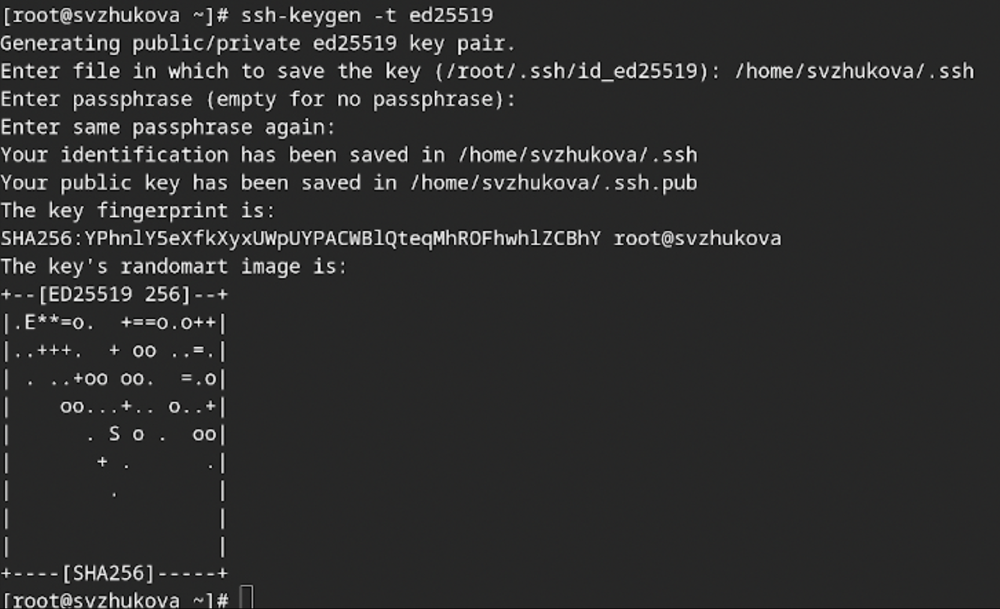 [root@svzhukova ~]# ssh-keygen -t ed25519
Generating public/private ed25519 key pair.
Enter file in which to save the key (/root/.ssh/id_ed25519): /home/svzhukova/.ssh
Enter passphrase (empty for no passphrase):
Enter same passphrase again:
Your identification has been saved in /home/svzhukova/.ssh
Your public key has been saved in /home/svzhukova/.ssh.pub
The key fingerprint is:
SHA256:YPhnlY5eXfkXyxUWpUYPACWBlQteqMhROFhwhlZCBhY root@svzhukova
The key's randomart image is:
+--[ED25519 256]--+
|.E**=o.  +==o.o++|
|..+++.  + oo ..=.|
| . ..+oo oo.  =.o|
|    oo...+.. o..+|
|      . S o .  oo|
|       + .      .|
|        .        |
|                 |
|                 |
+----[SHA256]-----+
[root@svzhukova ~]#